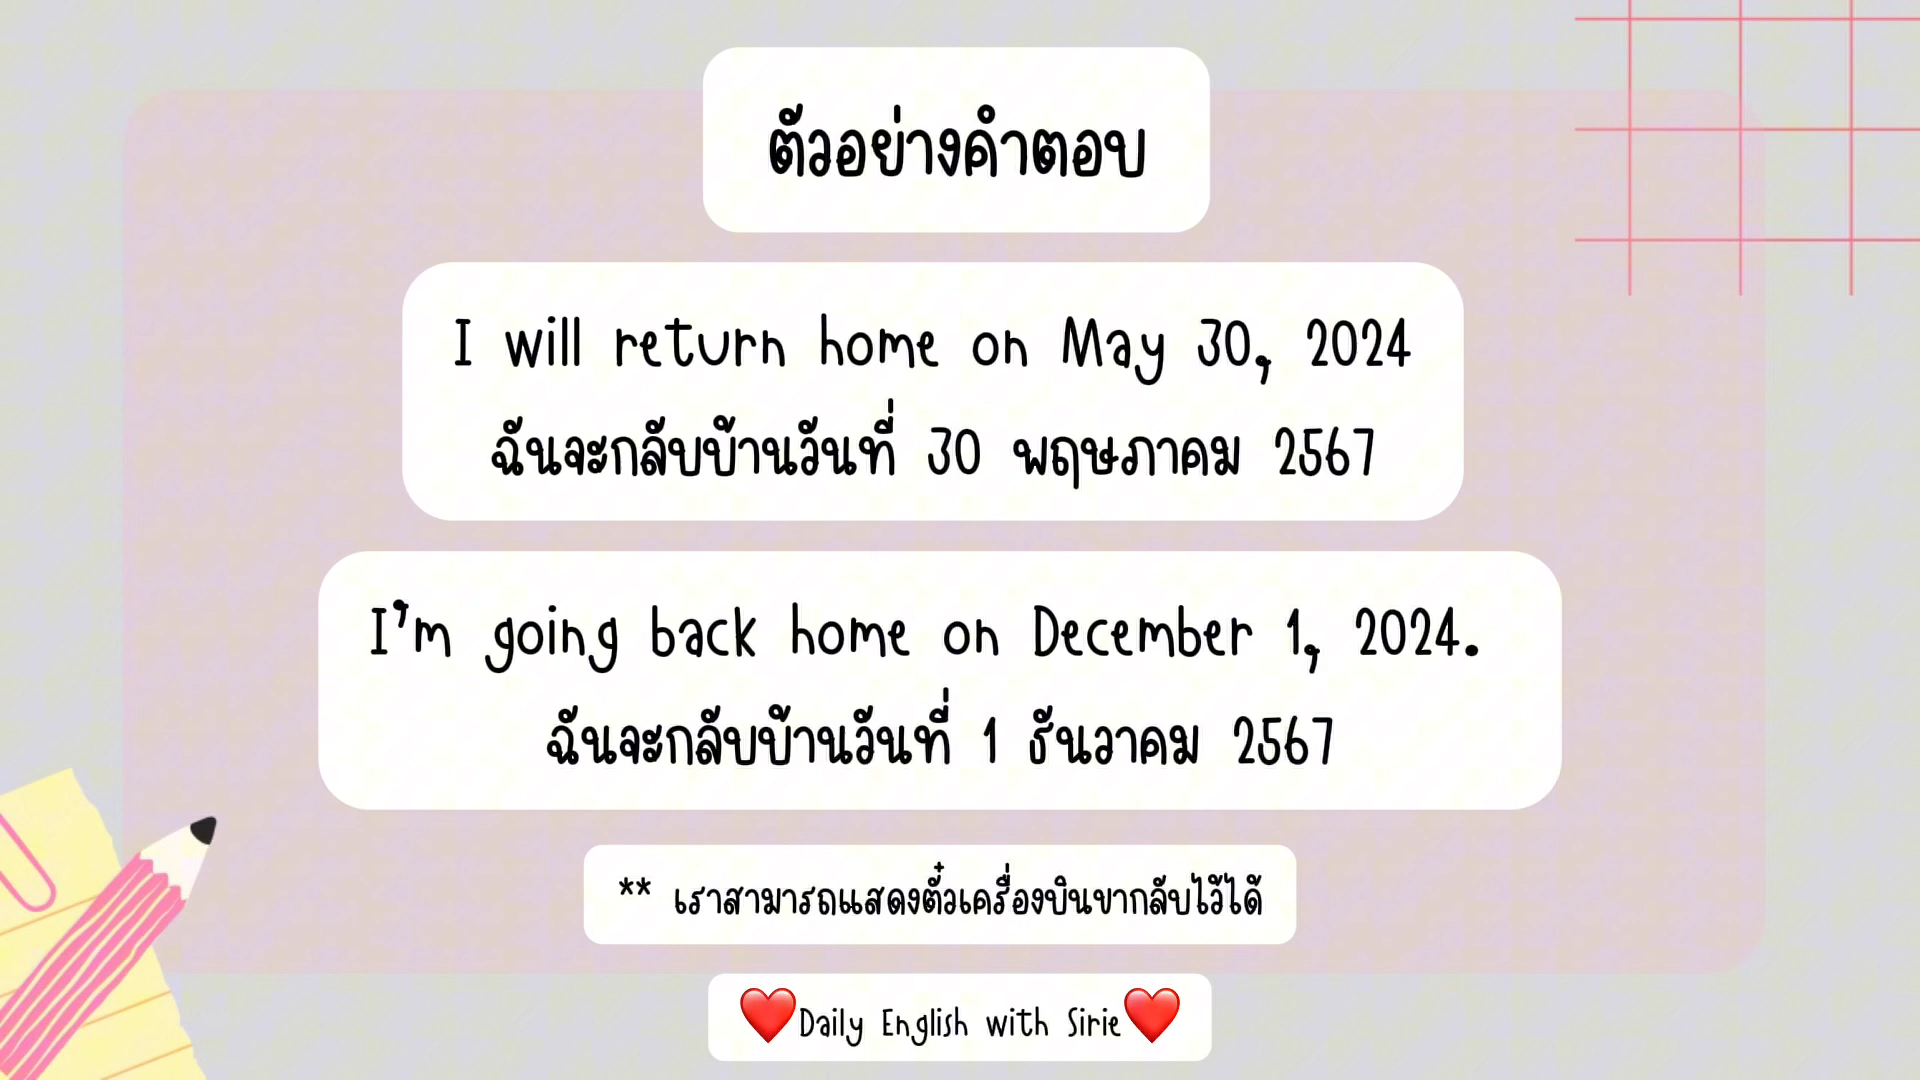 ตัวอย่างคำตอบ
I will return home on May 30, 2024
ฉันจะกลับบ้านวันที่ 30 พฤษภาคม 2567
I'm going back home on December 1, 2024.
ฉันจะกลับบ้านวันที่ 1 ธันวาคม 2567
** เราสามารถแสดงตั๋วเครื่องบินขากลับไว้ได้
❤️Daily English with Sirie❤️